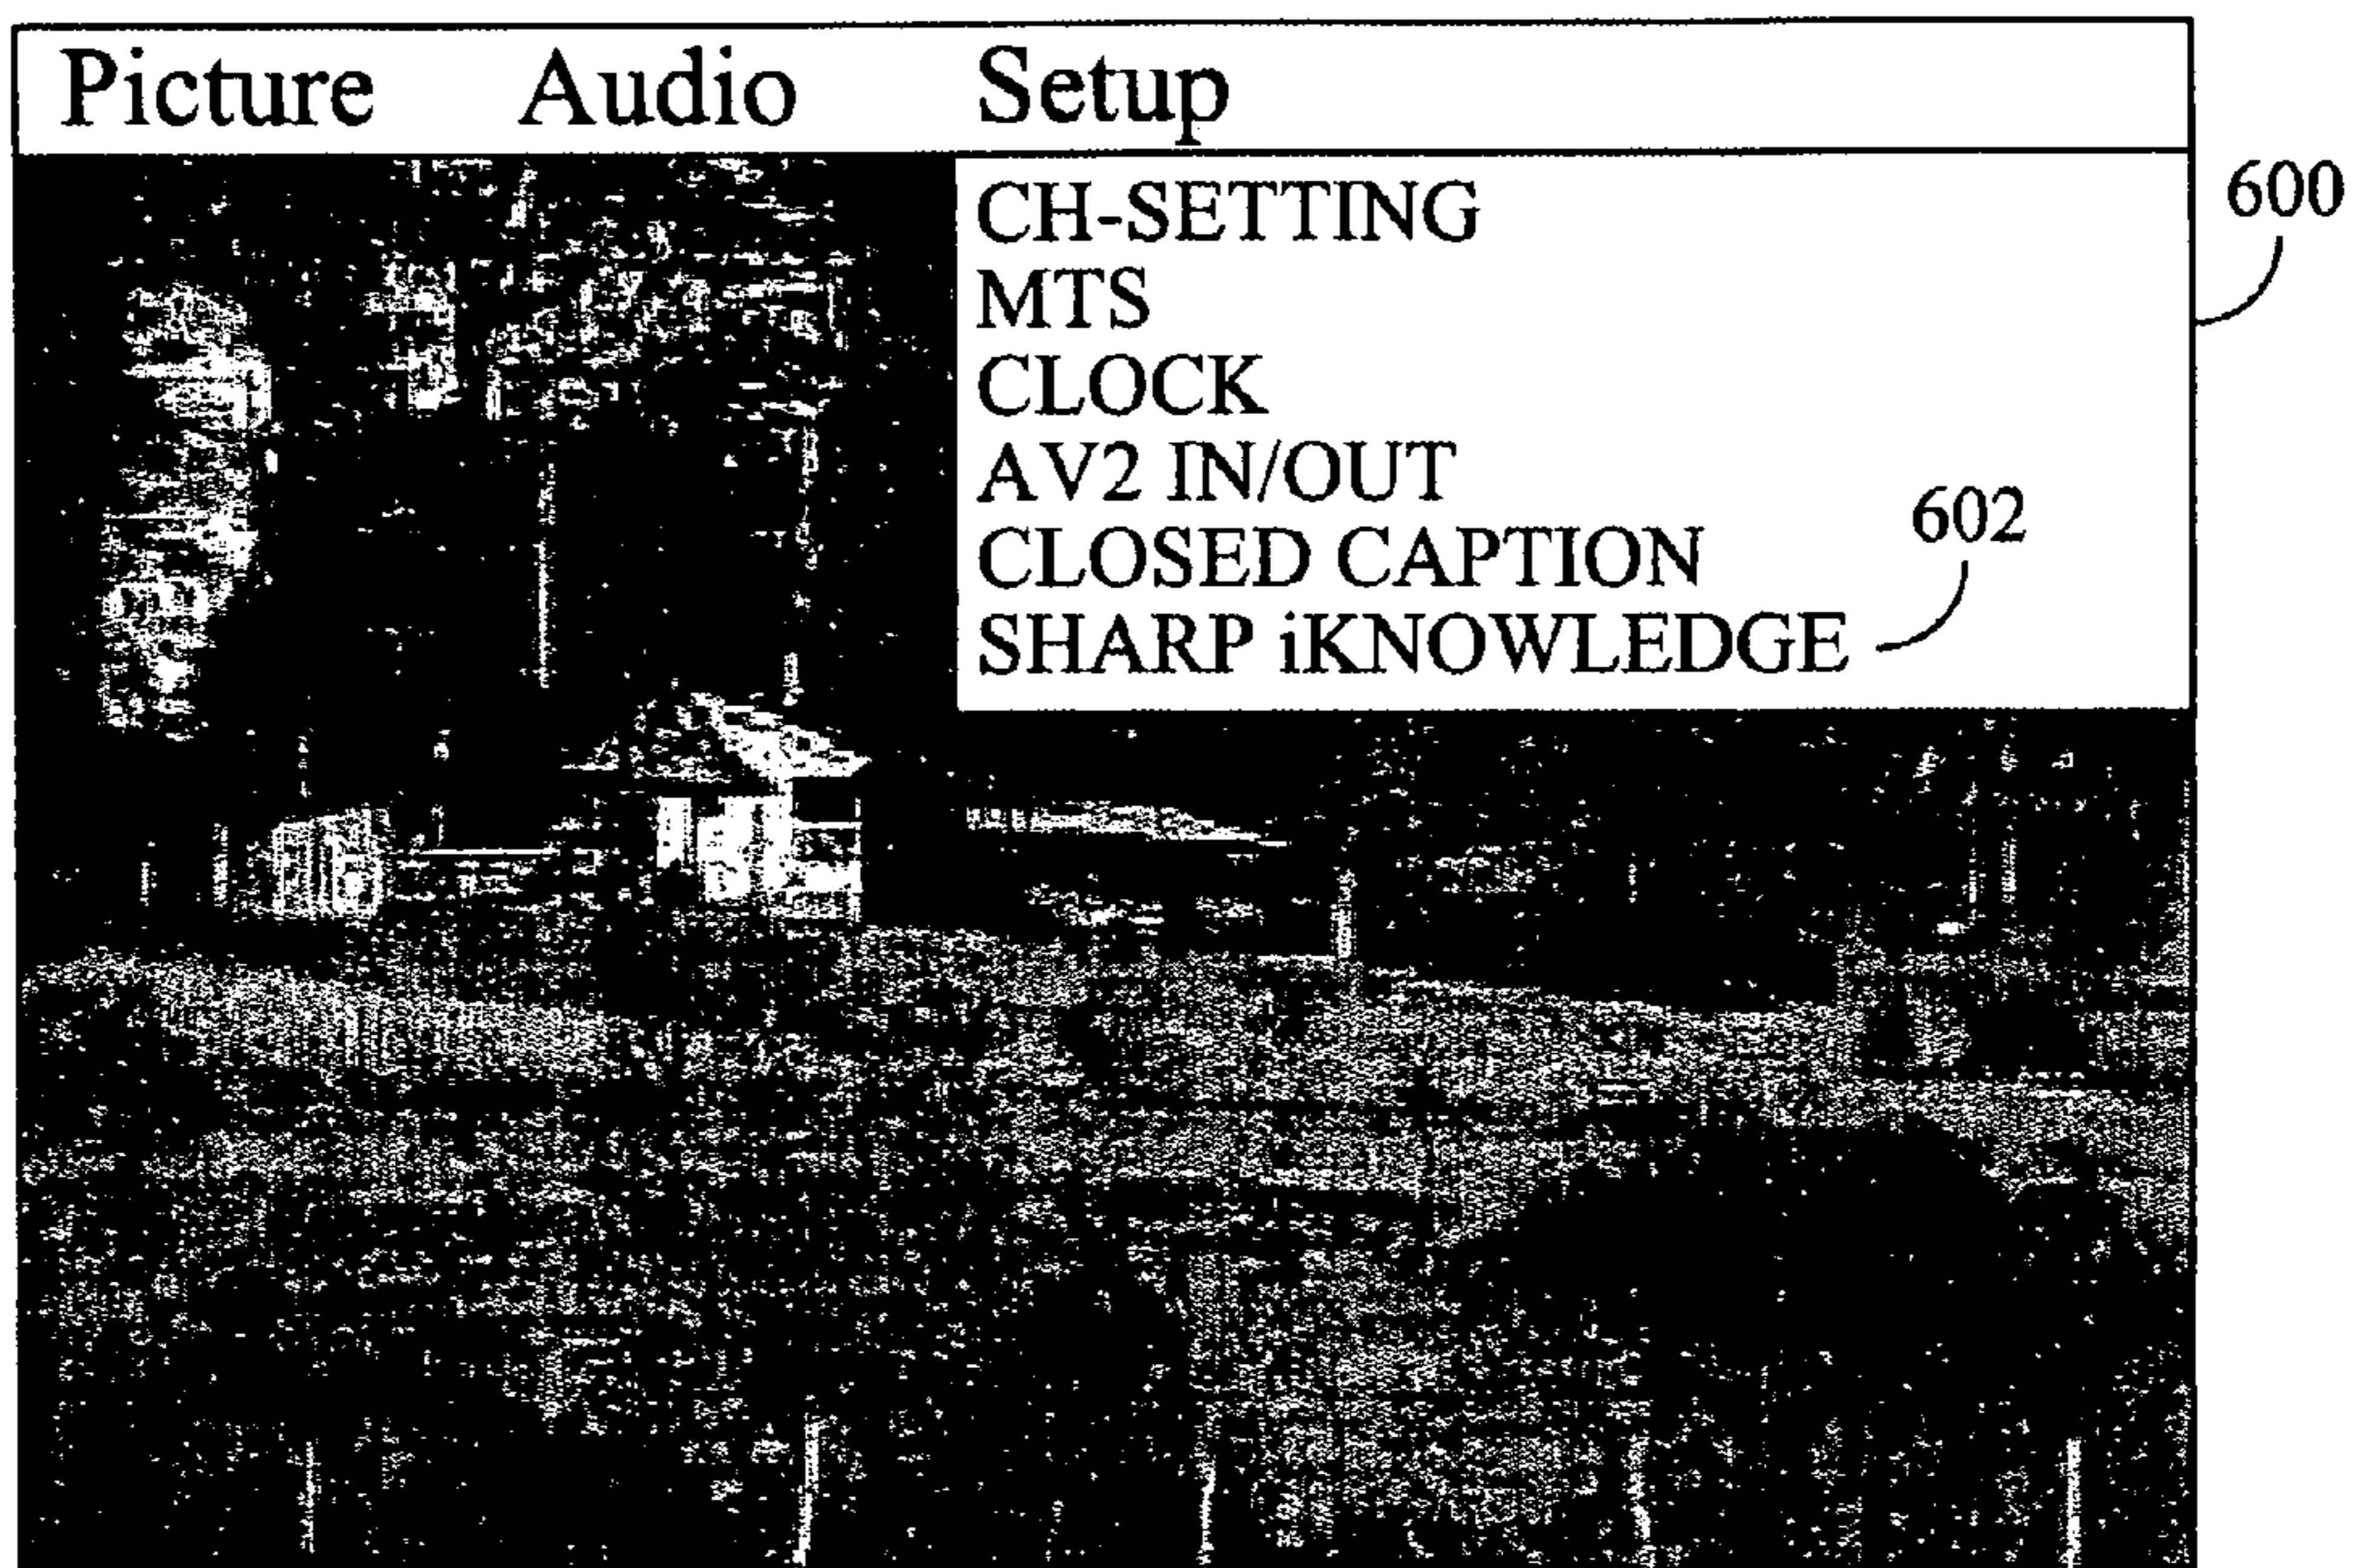 Picture Audio Setup
CH-SETTING
600
MTS
CLOCK
AV2 IN/OUT
602
CLOSED CAPTION
SHARP iKNOWLEDGE